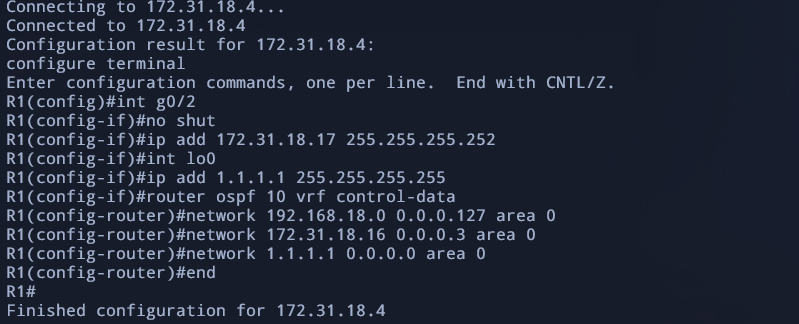 Connecting to 172.31.18.4...
Connected to 172.31.18.4
Configuration result for 172.31.18.4:
configure terminal
Enter configuration commands, one per line.  End with CNTL/Z.
R1(config)#int g0/2
R1(config-if)#no shut
R1(config-if)#ip add 172.31.18.17 255.255.255.252
R1(config-if)#int lo0
R1(config-if)#ip add 1.1.1.1 255.255.255.255
R1(config-if)#router ospf 10 vrf control-data
R1(config-router)#network 192.168.18.0 0.0.0.127 area 0
R1(config-router)#network 172.31.18.16 0.0.0.3 area 0
R1(config-router)#network 1.1.1.1 0.0.0.0 area 0
R1(config-router)#end
R1#
Finished configuration for 172.31.18.4